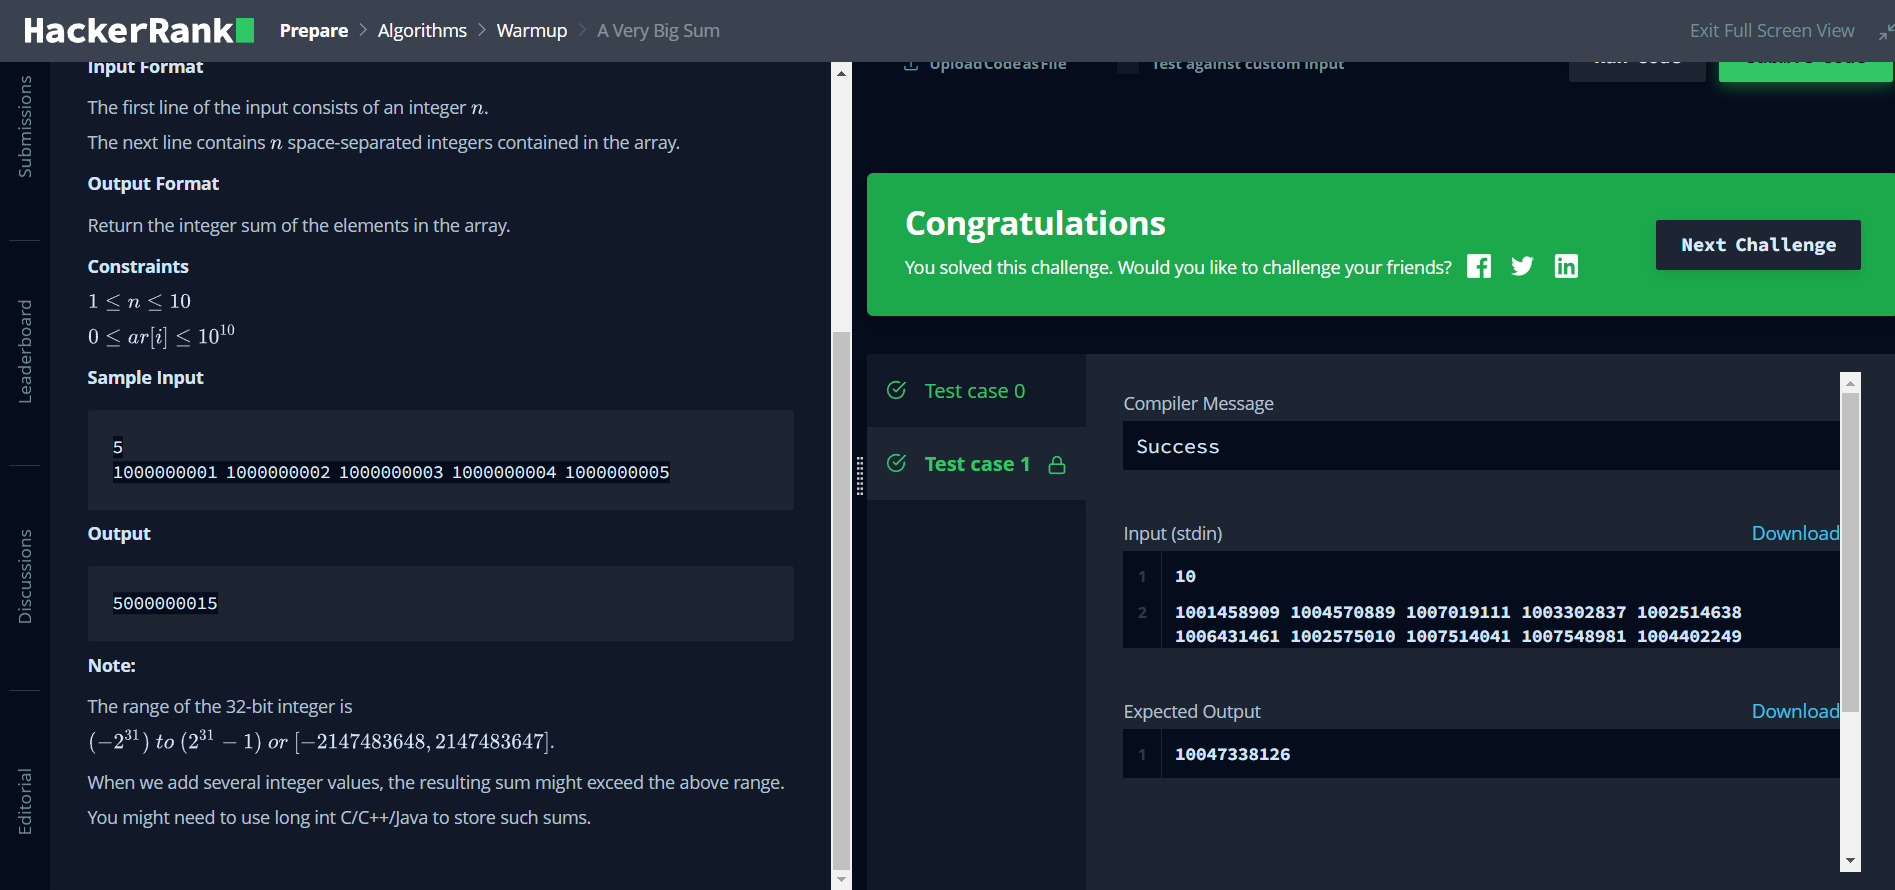 HackerRank
Prepare > Algorithms > Warmup > A Very Big Sum
Exit Full Screen View
Submissions
Leaderboard
Discussions
Editorial
Input Format
The first line of the input consists of an integer n.
The next line contains n space-separated integers contained in the array.
Output Format
Return the integer sum of the elements in the array.
Constraints
1 ≤ n ≤ 10
0 ≤ ar[i] ≤ 10^10
Sample Input
5
1000000001 1000000002 1000000003 1000000004 1000000005
Output
5000000015
Note:
The range of the 32-bit integer is
(−2^31) to (2^31 − 1) or [−2147483648, 2147483647].
When we add several integer values, the resulting sum might exceed the above range.
You might need to use long int C/C++/Java to store such sums.
Upload Code as File
Test against custom input
Run Code
Submit Code
Congratulations
You solved this challenge. Would you like to challenge your friends?
Next Challenge
Test case 0
Test case 1
Compiler Message
Success
Input (stdin)
Download
1 10
2 1001458909 1004570889 1007019111 1003302837 1002514638
1006431461 1002575010 1007514041 1007548981 1004402249
Expected Output
Download
1 10047338126